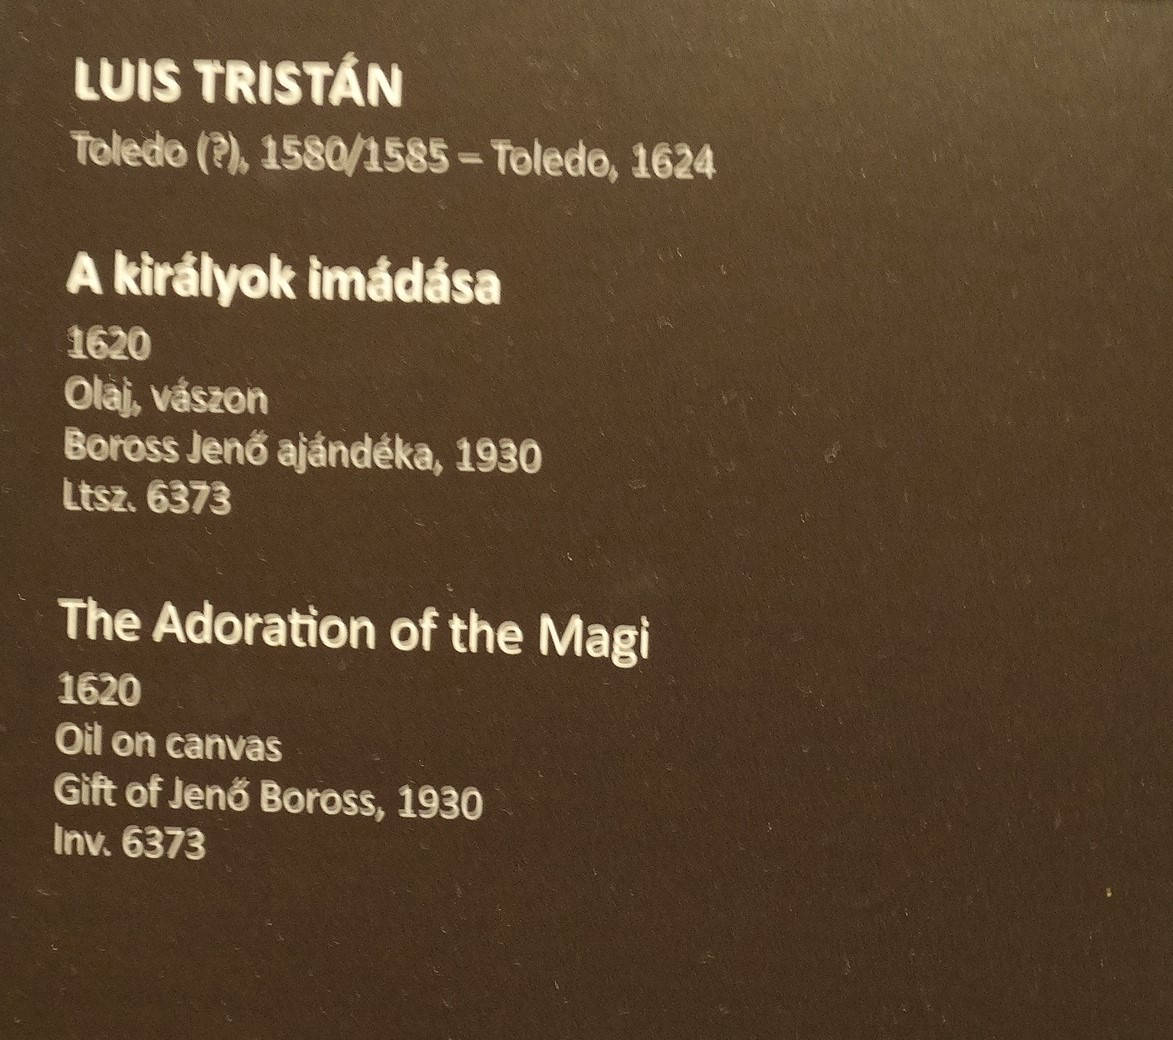 LUIS TRISTÁN
Toledo (?), 1580/1585 – Toledo, 1624
A királyok imádása
1620
Olaj, vászon
Boross Jenő ajándéka, 1930
Ltsz. 6373
The Adoration of the Magi
1620
Oil on canvas
Gift of Jenő Boross, 1930
Inv. 6373